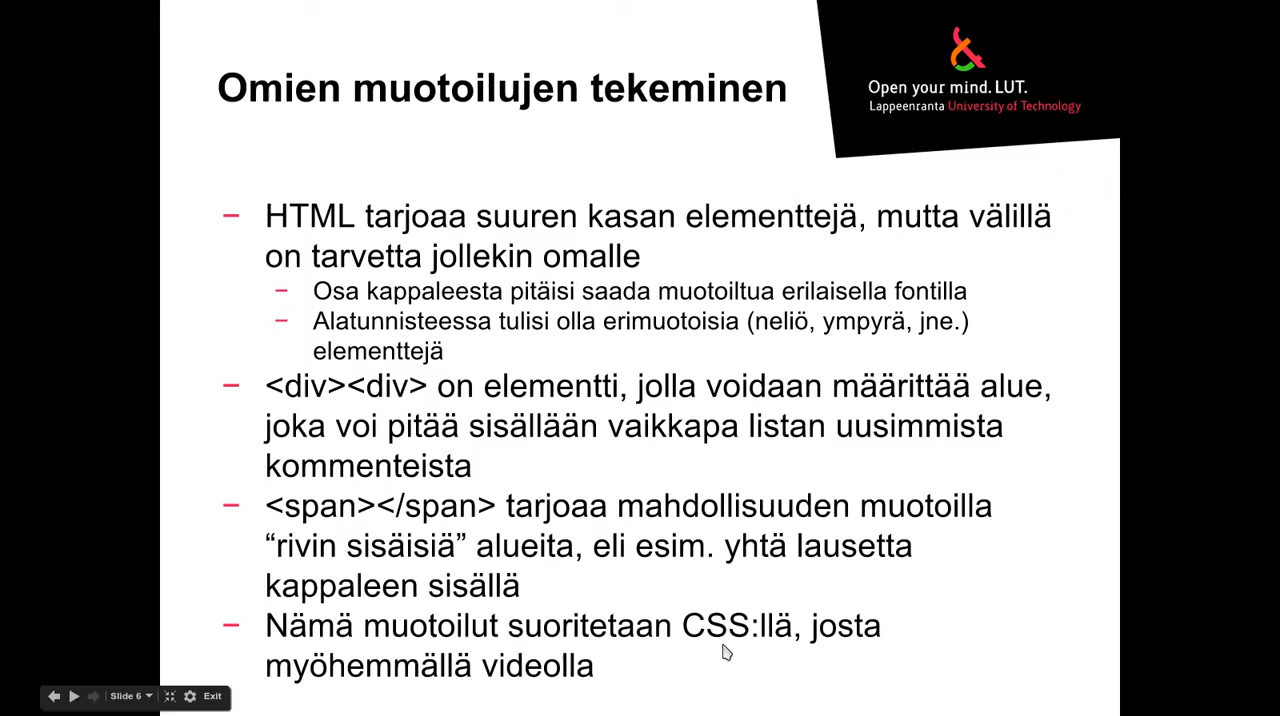 Omien muotoilujen tekeminen
Open your mind. LUT.
Lappeenranta University of Technology
– HTML tarjoaa suuren kasan elementtejä, mutta välillä
on tarvetta jollekin omalle
– Osa kappaleesta pitäisi saada muotoiltua erilaisella fontilla
– Alatunnisteessa tulisi olla erimuotoisia (neliö, ympyrä, jne.)
elementtejä
– <div><div> on elementti, jolla voidaan määrittää alue,
joka voi pitää sisällään vaikkapa listan uusimmista
kommenteista
– <span></span> tarjoaa mahdollisuuden muotoilla
“rivin sisäisiä” alueita, eli esim. yhtä lausetta
kappaleen sisällä
– Nämä muotoilut suoritetaan CSS:llä, josta
myöhemmällä videolla
Slide 6 Exit